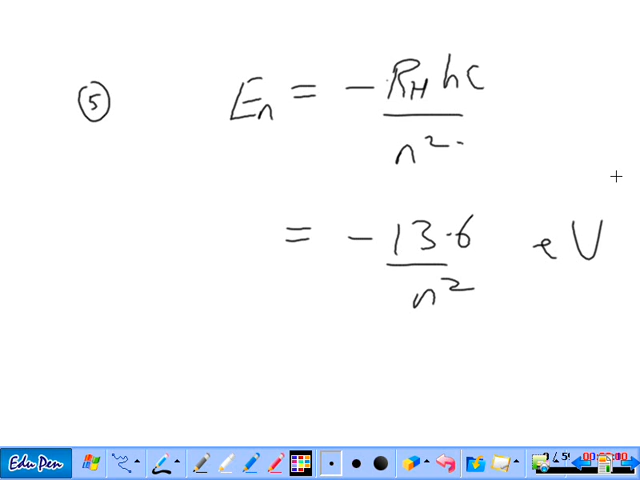 ⑤ Eₙ = - R_H hc / n²
= - 13.6 / n² eV
Edu Pen